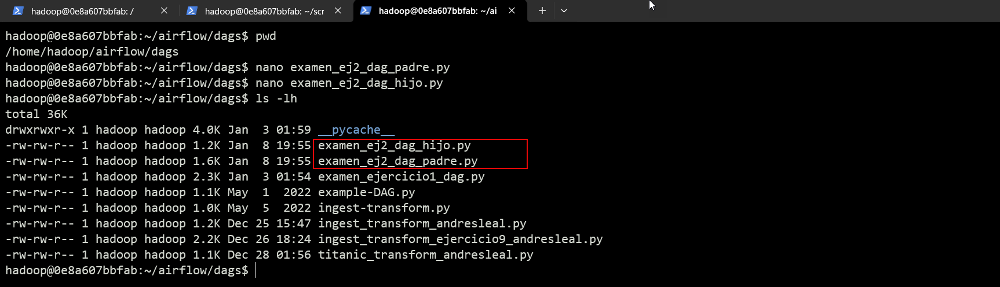 hadoop@0e8a607bbfab: /
hadoop@0e8a607bbfab: ~/scr
hadoop@0e8a607bbfab: ~/ai
hadoop@0e8a607bbfab:~/airflow/dags$ pwd
/home/hadoop/airflow/dags
hadoop@0e8a607bbfab:~/airflow/dags$ nano examen_ej2_dag_padre.py
hadoop@0e8a607bbfab:~/airflow/dags$ nano examen_ej2_dag_hijo.py
hadoop@0e8a607bbfab:~/airflow/dags$ ls -lh
total 36K
drwxrwxr-x 1 hadoop hadoop 4.0K Jan  3 01:59 __pycache__
-rw-rw-r-- 1 hadoop hadoop 1.2K Jan  8 19:55 examen_ej2_dag_hijo.py
-rw-rw-r-- 1 hadoop hadoop 1.6K Jan  8 19:55 examen_ej2_dag_padre.py
-rw-rw-r-- 1 hadoop hadoop 2.3K Jan  3 01:54 examen_ejercicio1_dag.py
-rw-rw-r-- 1 hadoop hadoop 1.1K May  1  2022 example-DAG.py
-rw-rw-r-- 1 hadoop hadoop 1.0K May  5  2022 ingest-transform.py
-rw-rw-r-- 1 hadoop hadoop 1.2K Dec 25 15:47 ingest_transform_andresleal.py
-rw-rw-r-- 1 hadoop hadoop 2.2K Dec 26 18:24 ingest_transform_ejercicio9_andresleal.py
-rw-rw-r-- 1 hadoop hadoop 1.1K Dec 28 01:56 titanic_transform_andresleal.py
hadoop@0e8a607bbfab:~/airflow/dags$